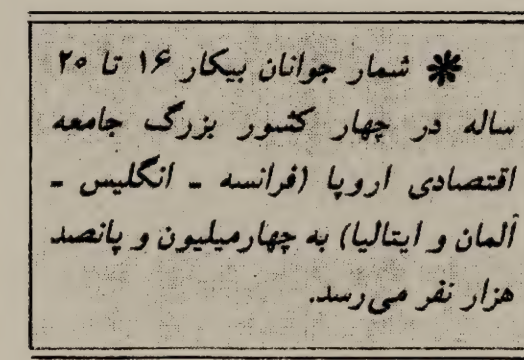 ✽ شمار جوانان بیکار ۱۶ تا ۲۰
ساله در چهار کشور بزرگ جامعه
اقتصادی اروپا (فرانسه ـ انگلیس ـ
آلمان و ایتالیا) به چهارمیلیون و پانصد
هزار نفر می‌رسد.